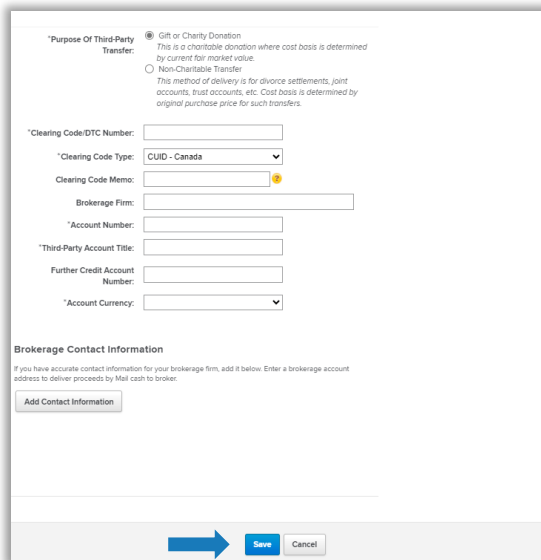 *Purpose Of Third-Party
Transfer:
Gift or Charity Donation
This is a charitable donation where cost basis is determined
by current fair market value.
Non-Charitable Transfer
This method of delivery is for divorce settlements, joint
accounts, trust accounts, etc. Cost basis is determined by
original purchase price for such transfers.
*Clearing Code/DTC Number:
*Clearing Code Type: CUID - Canada
Clearing Code Memo: ?
Brokerage Firm:
*Account Number:
*Third-Party Account Title:
Further Credit Account
Number:
*Account Currency:
Brokerage Contact Information
If you have accurate contact information for your brokerage firm, add it below. Enter a brokerage account
address to deliver proceeds by Mail cash to broker.
Add Contact Information
Save Cancel